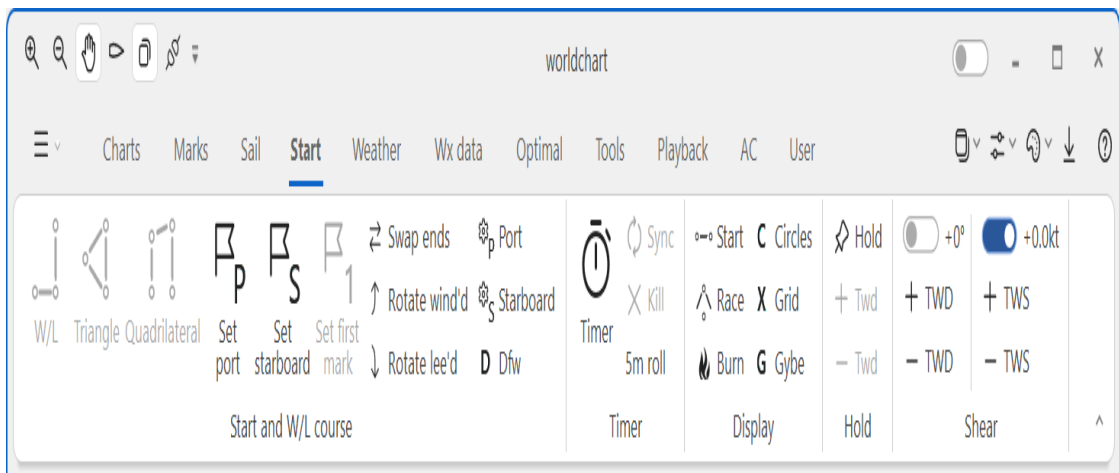 worldchart
Charts Marks Sail Start Weather Wx data Optimal Tools Playback AC User
W/L
Triangle
Quadrilateral
P
Set
port
S
Set
starboard
1
Set first
mark
Swap ends
Rotate wind'd
Rotate lee'd
P Port
S Starboard
D Dfw
Start and W/L course
Timer
Sync
Kill
5m roll
Timer
Start
Race
Burn
C Circles
X Grid
G Gybe
Display
Hold
+ Twd
− Twd
Hold
+0°
+ TWD
− TWD
+0.0kt
+ TWS
− TWS
Shear